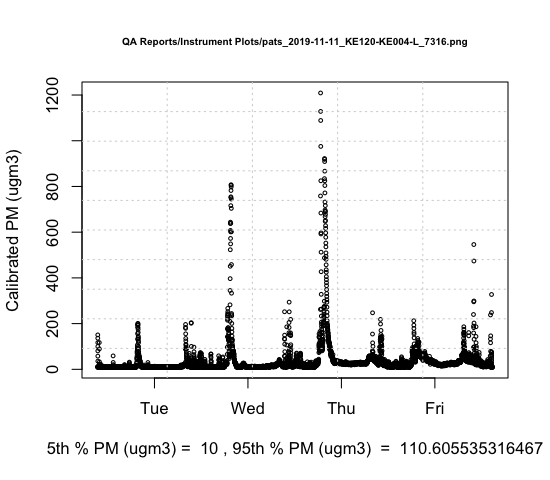 QA Reports/Instrument Plots/pats_2019-11-11_KE120-KE004-L_7316.png
Calibrated PM (ugm3)
1200
800
600
400
200
0
Tue Wed Thu Fri
5th % PM (ugm3) = 10 , 95th % PM (ugm3) = 110.605535316467